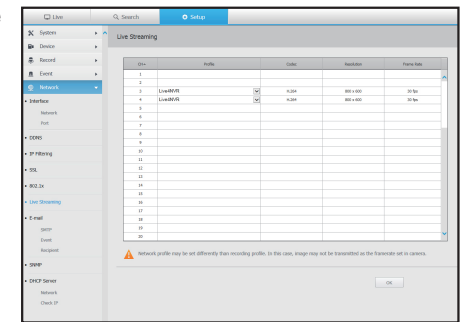 e
Live
Search
Setup
System
Device
Record
Event
Network
Interface
Network
Port
DDNS
IP Filtering
SSL
802.1x
Live Streaming
E-mail
SMTP
Event
Recipient
SNMP
DHCP Server
Network
Check IP
Live Streaming
CH
Profile
Codec
Resolution
Frame Rate
1
2
3 Live4NVR H.264 800 x 600 30 fps
4 Live4NVR H.264 800 x 600 30 fps
5
6
7
8
9
10
11
12
13
14
15
16
17
18
19
20
Network profile may be set differently than recording profile. In this case, image may not be transmitted as the framerate set in camera.
OK